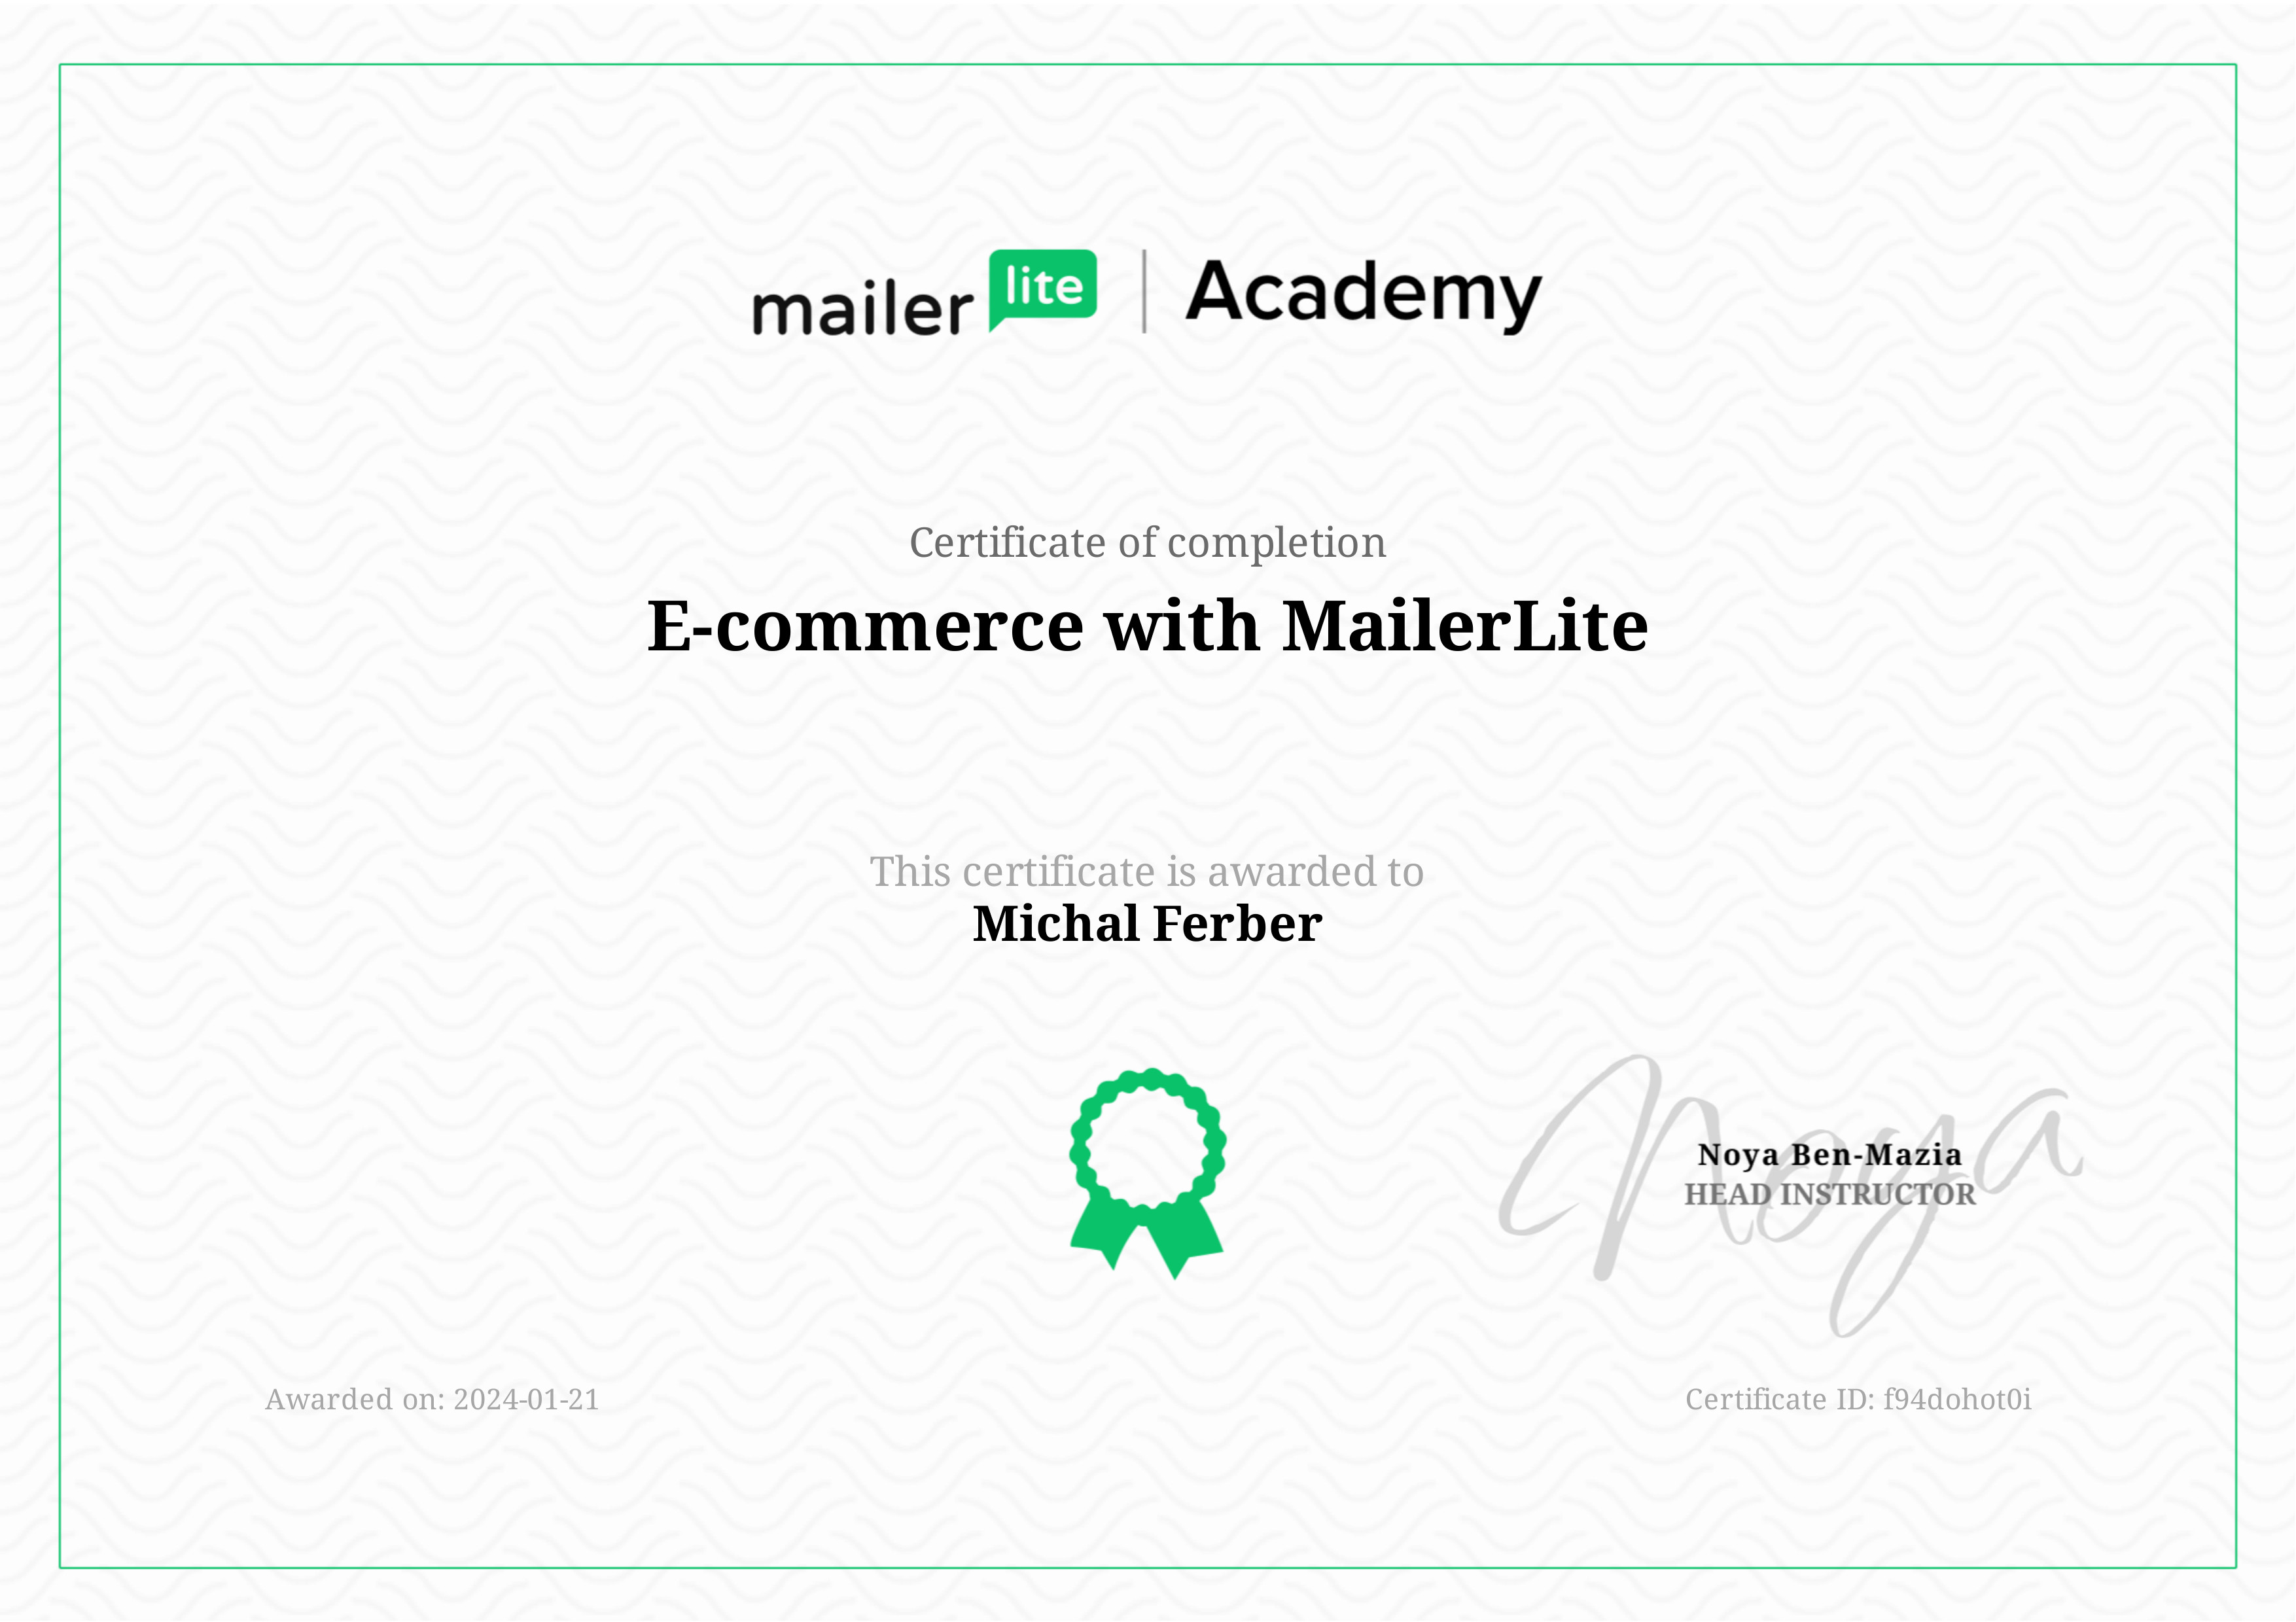 mailer lite | Academy
Certificate of completion
E-commerce with MailerLite
This certificate is awarded to
Michal Ferber
Noya
Noya Ben-Mazia
HEAD INSTRUCTOR
Awarded on: 2024-01-21
Certificate ID: f94dohot0i